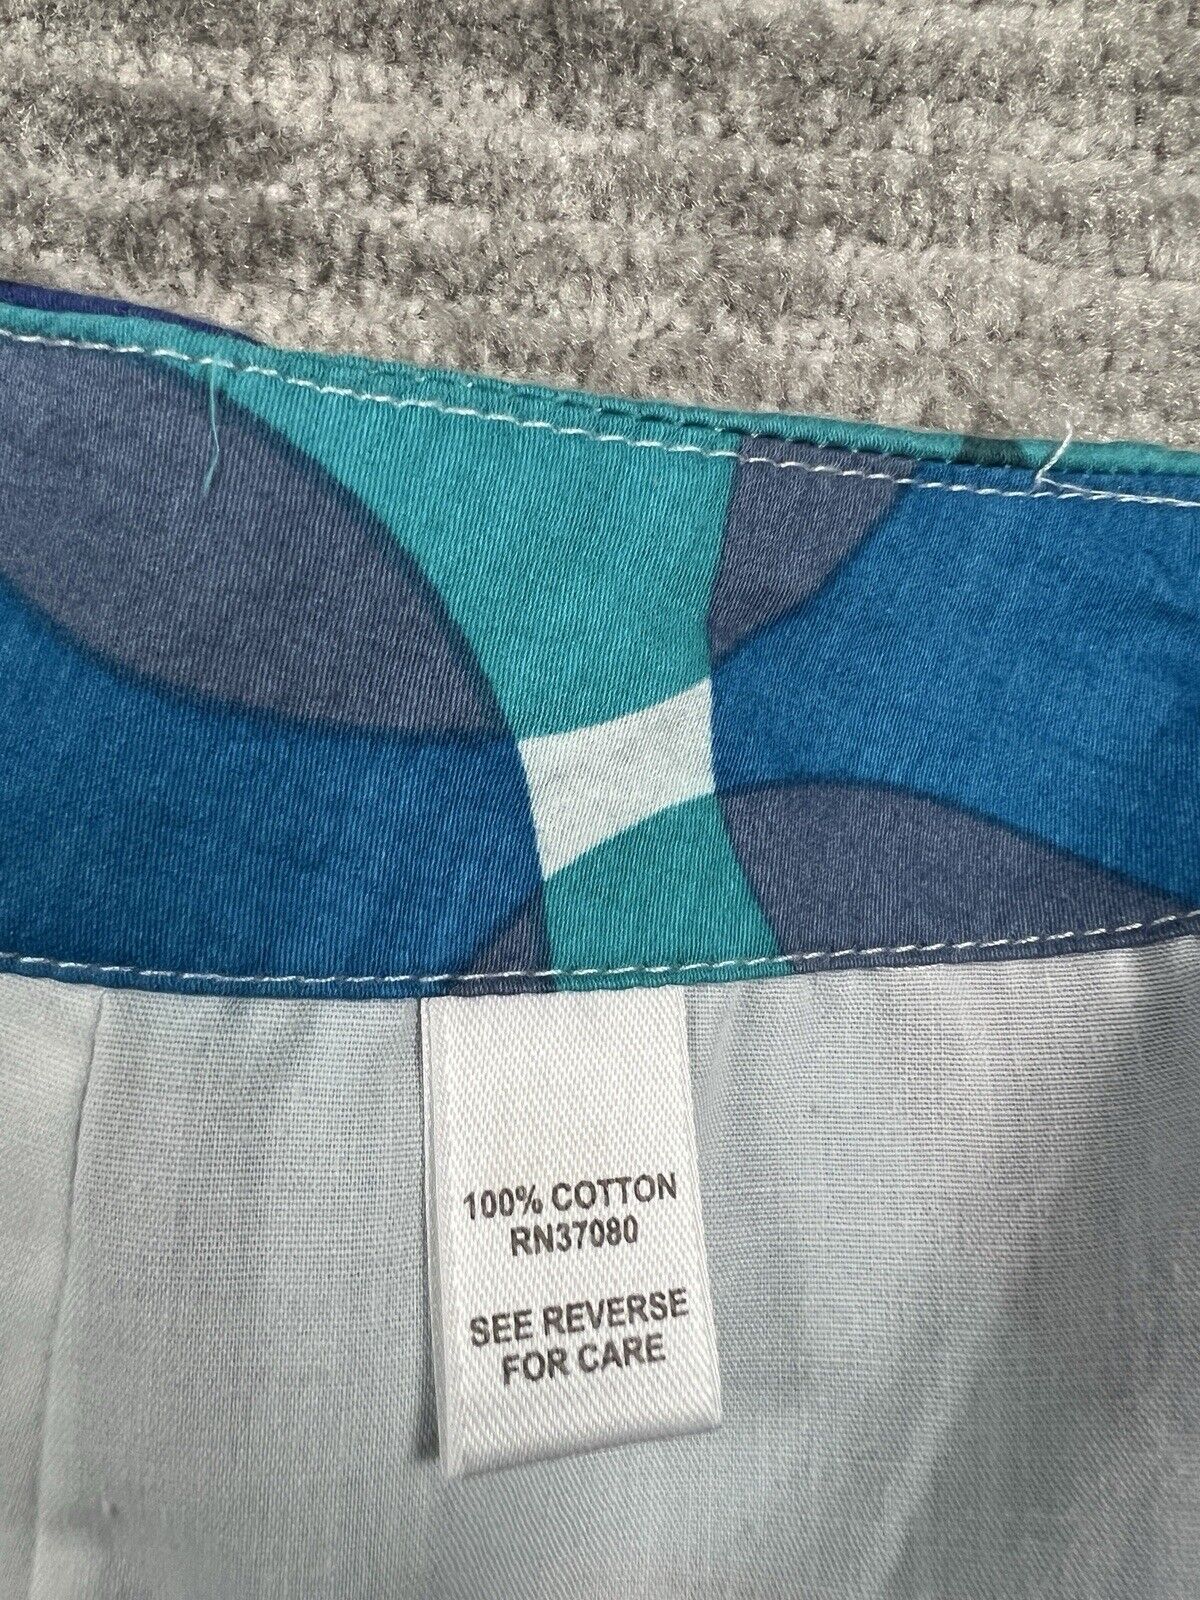 100% COTTON
RN37080
SEE REVERSE
FOR CARE